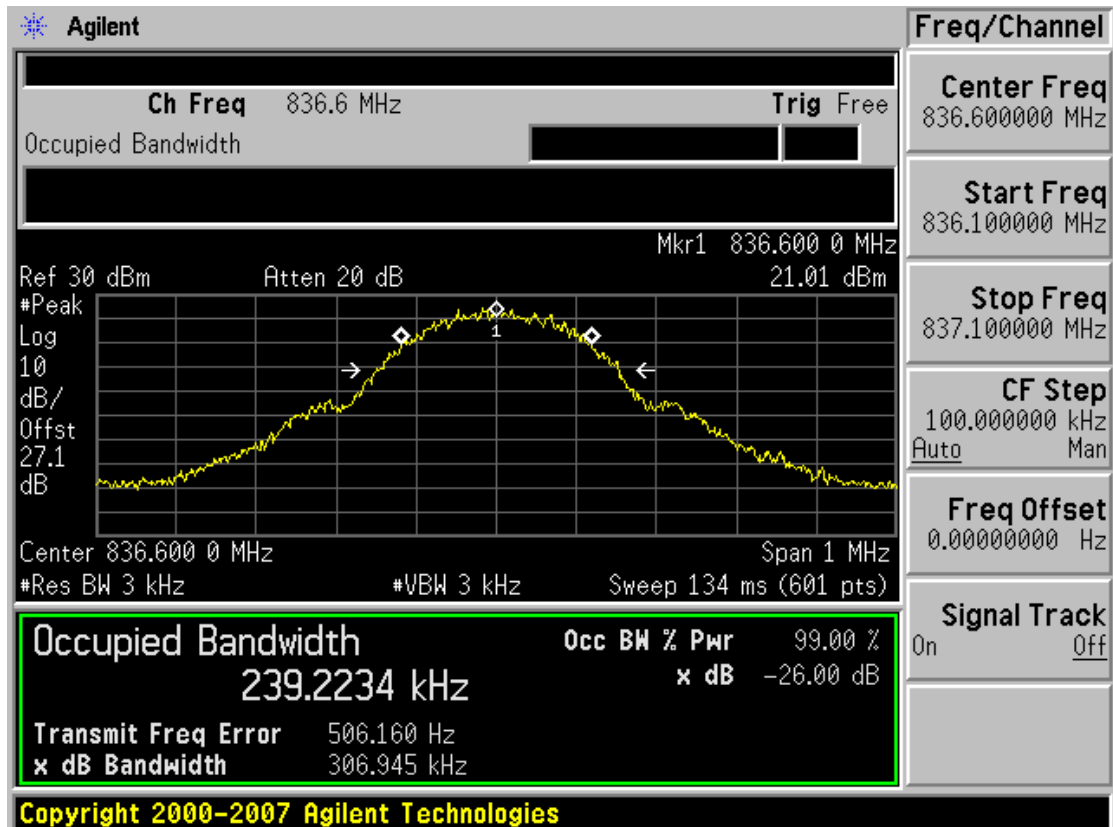 Agilent
Freq/Channel
Ch Freq 836.6 MHz Trig Free
Occupied Bandwidth
Center Freq
836.600000 MHz
Start Freq
836.100000 MHz
Mkr1 836.600 0 MHz
Ref 30 dBm Atten 20 dB 21.01 dBm
#Peak
Log
10
dB/
Offst
27.1
dB
1
Stop Freq
837.100000 MHz
CF Step
100.000000 kHz
Auto Man
Freq Offset
0.00000000 Hz
Center 836.600 0 MHz Span 1 MHz
#Res BW 3 kHz #VBW 3 kHz Sweep 134 ms (601 pts)
Signal Track
On Off
Occupied Bandwidth Occ BW % Pwr 99.00 %
239.2234 kHz x dB -26.00 dB
Transmit Freq Error 506.160 Hz
x dB Bandwidth 306.945 kHz
Copyright 2000-2007 Agilent Technologies